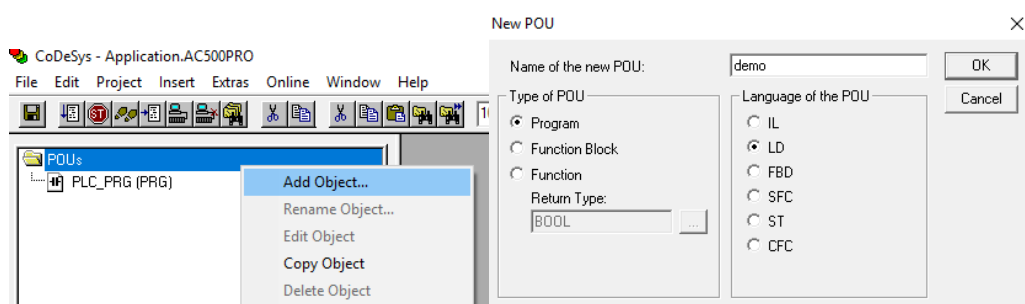 CoDeSys - Application.AC500PRO
File Edit Project Insert Extras Online Window Help
POUs
PLC_PRG (PRG)
Add Object...
Rename Object...
Edit Object
Copy Object
Delete Object
New POU
Name of the new POU:
demo
OK
Cancel
Type of POU
Program
Function Block
Function
Return Type:
BOOL
...
Language of the POU
IL
LD
FBD
SFC
ST
CFC